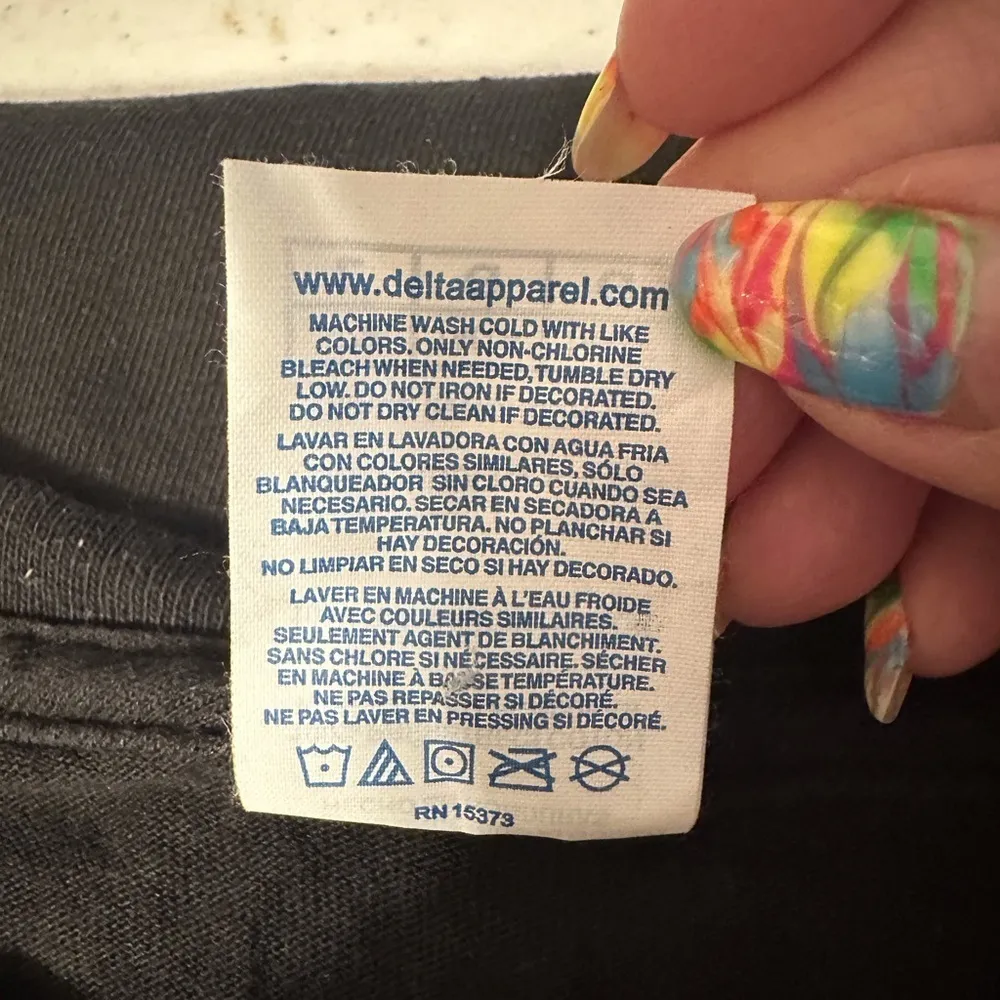 www.deltaapparel.com
MACHINE WASH COLD WITH LIKE
COLORS. ONLY NON-CHLORINE
BLEACH WHEN NEEDED, TUMBLE DRY
LOW. DO NOT IRON IF DECORATED.
DO NOT DRY CLEAN IF DECORATED.
LAVAR EN LAVADORA CON AGUA FRIA
CON COLORES SIMILARES, SÓLO
BLANQUEADOR SIN CLORO CUANDO SEA
NECESARIO. SECAR EN SECADORA A
BAJA TEMPERATURA. NO PLANCHAR SI
HAY DECORACIÓN.
NO LIMPIAR EN SECO SI HAY DECORADO.
LAVER EN MACHINE À L'EAU FROIDE
AVEC COULEURS SIMILAIRES.
SEULEMENT AGENT DE BLANCHIMENT
SANS CHLORE SI NÉCESSAIRE. SÉCHER
EN MACHINE À BASSE TEMPÉRATURE.
NE PAS REPASSER SI DÉCORÉ.
NE PAS LAVER EN PRESSING SI DÉCORÉ.
RN 15373